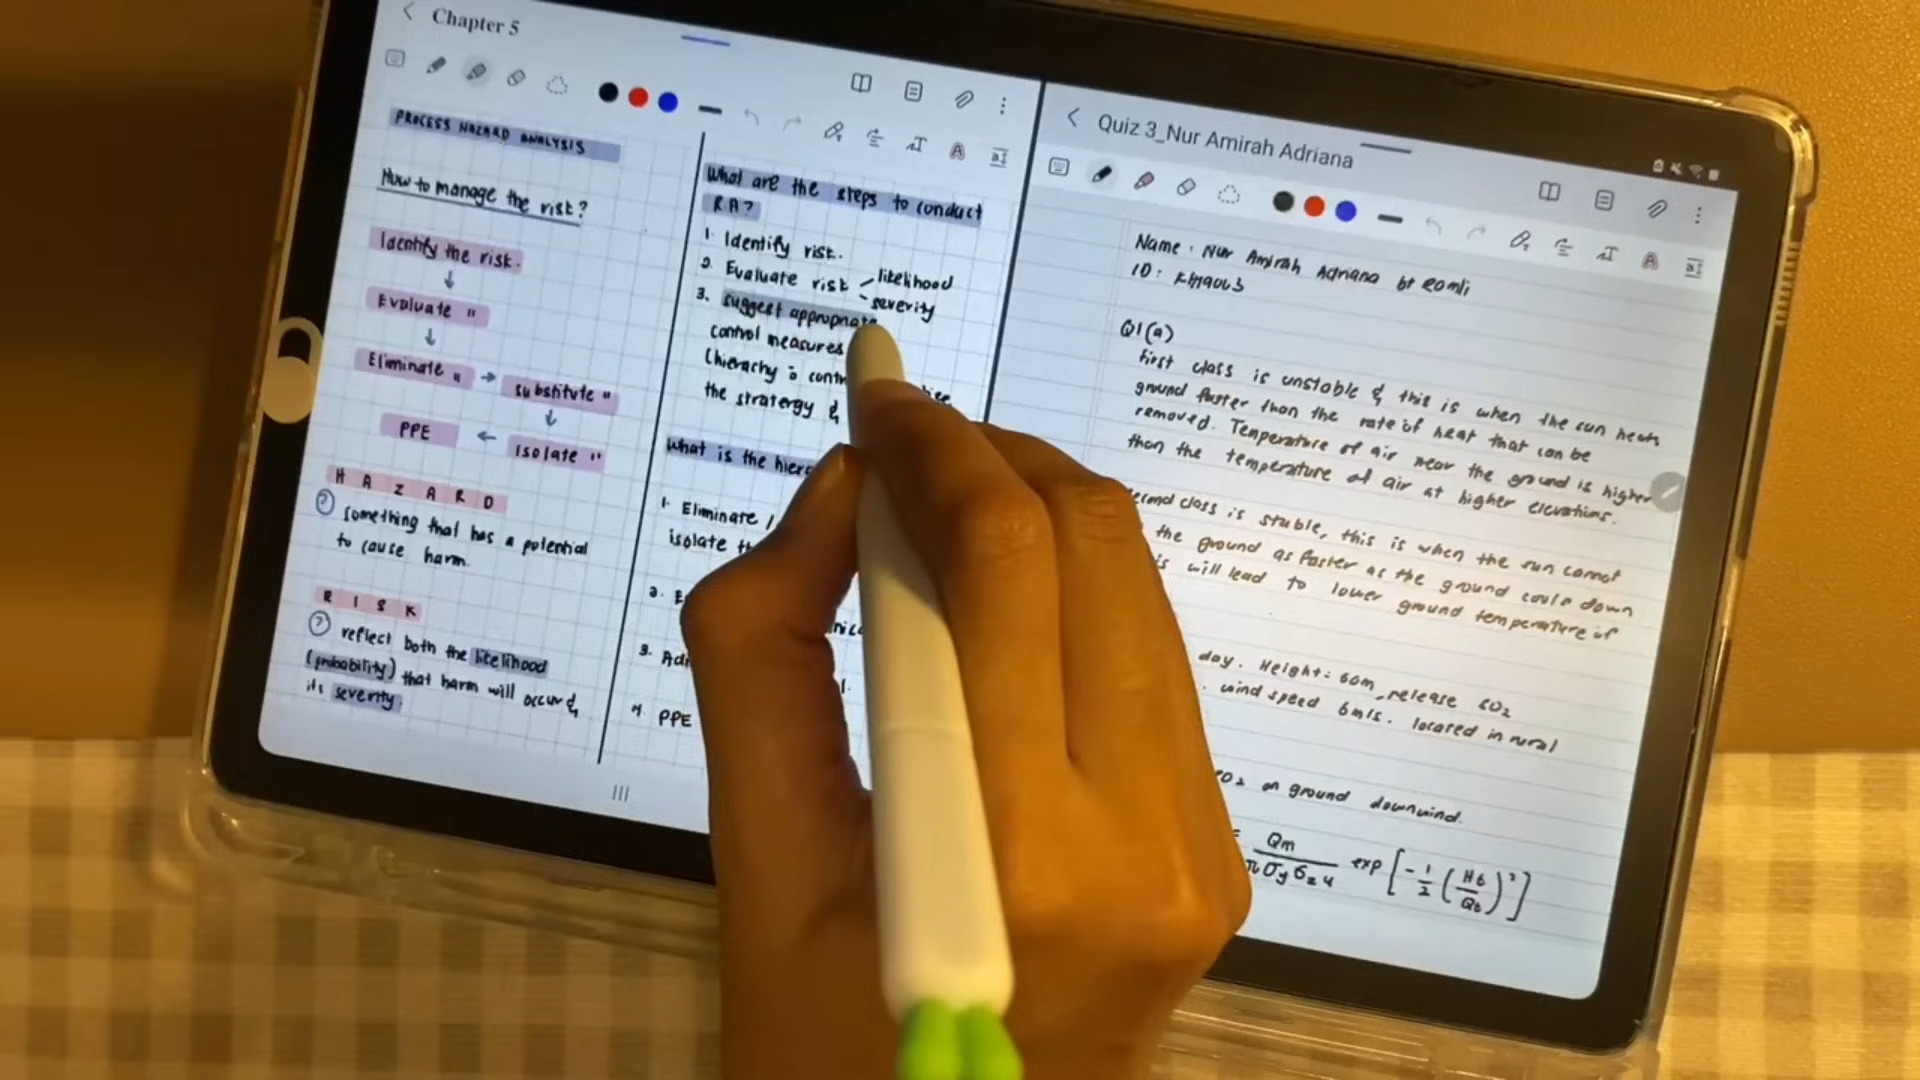 Chapter 5
PROCESS HAZARD ANALYSIS
How to manage the risk?
Identify the risk.
Evaluate "
Eliminate "
substitute "
PPE
Isolate "
HAZARD
something that has a potential
to cause harm.
RISK
reflect both the likelihood
(probability) that harm will occur &
its severity.
What are the steps to conduct
RA?
1. Identify risk.
2. Evaluate risk - likelihood
- severity
3. suggest appropriate
control measures
(hierachy o
the stratergy &
What is the
1. Eliminate /
isolate
2.
3.
4. PPE
Quiz 3_Nur Amirah Adriana
Name : Nur Amirah Adriana bt Romli
ID:
Q1(a)
First class is unstable & this is when the sun heats
ground faster than the rate of heat that can be
removed. Temperature of air near the ground is higher
than the temperature of air at higher elevations.
class is stable, this is when the sun cannot
the ground as faster as the ground coold down
will lead to lower ground temperature of
day. Height: 60m, release SO2
wind speed 6m/s. located in rural
on ground downwind.
= Qm exp [-1/2 (